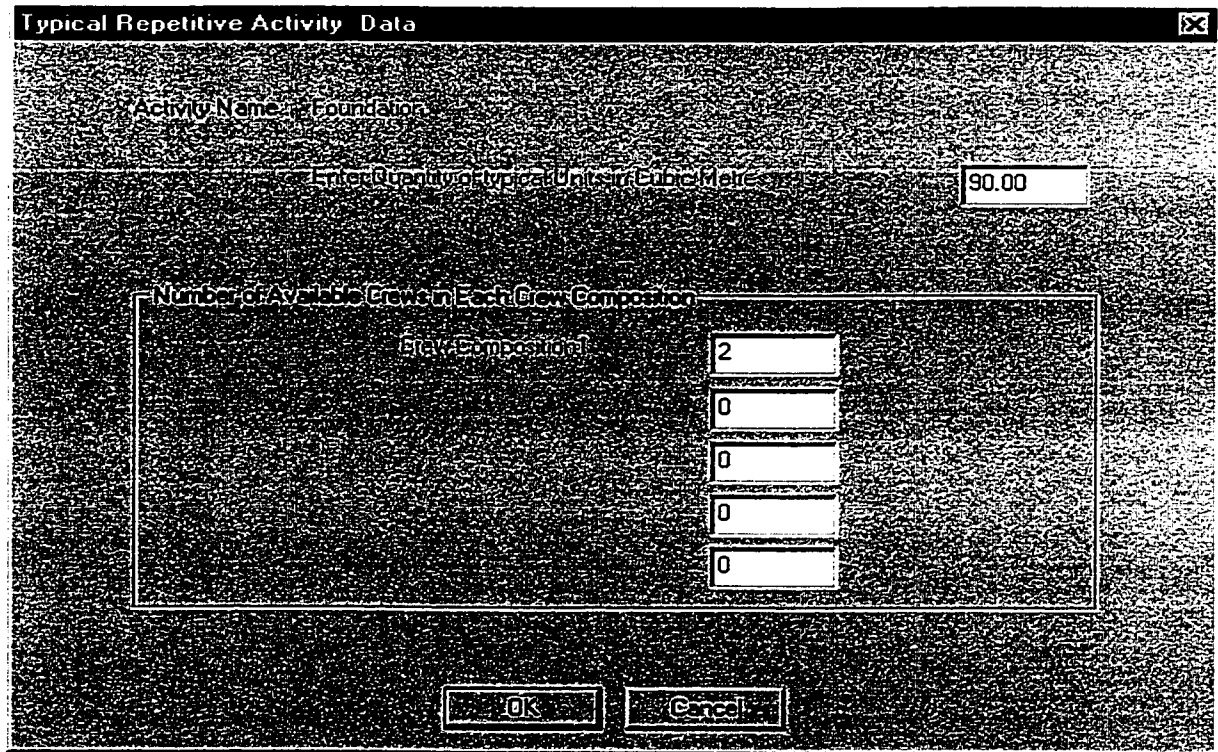 Typical Repetitive Activity Data
Activity Name : Foundation
Enter Quantity of typical Units in Cubic Metre
90.00
Number of Available Crews in Each Crew Composition
Crew Composition 1
2
0
0
0
0
OK
Cancel